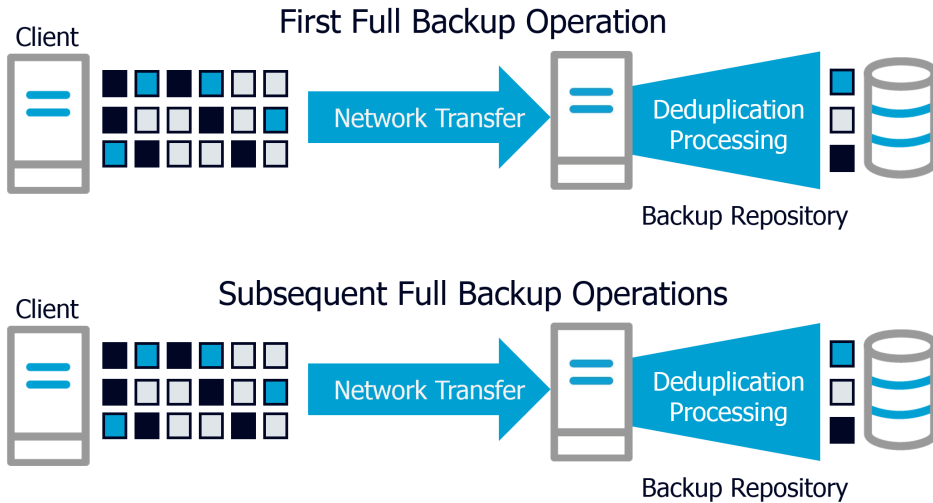 First Full Backup Operation
Client
Network Transfer
Deduplication
Processing
Backup Repository
Subsequent Full Backup Operations
Client
Network Transfer
Deduplication
Processing
Backup Repository